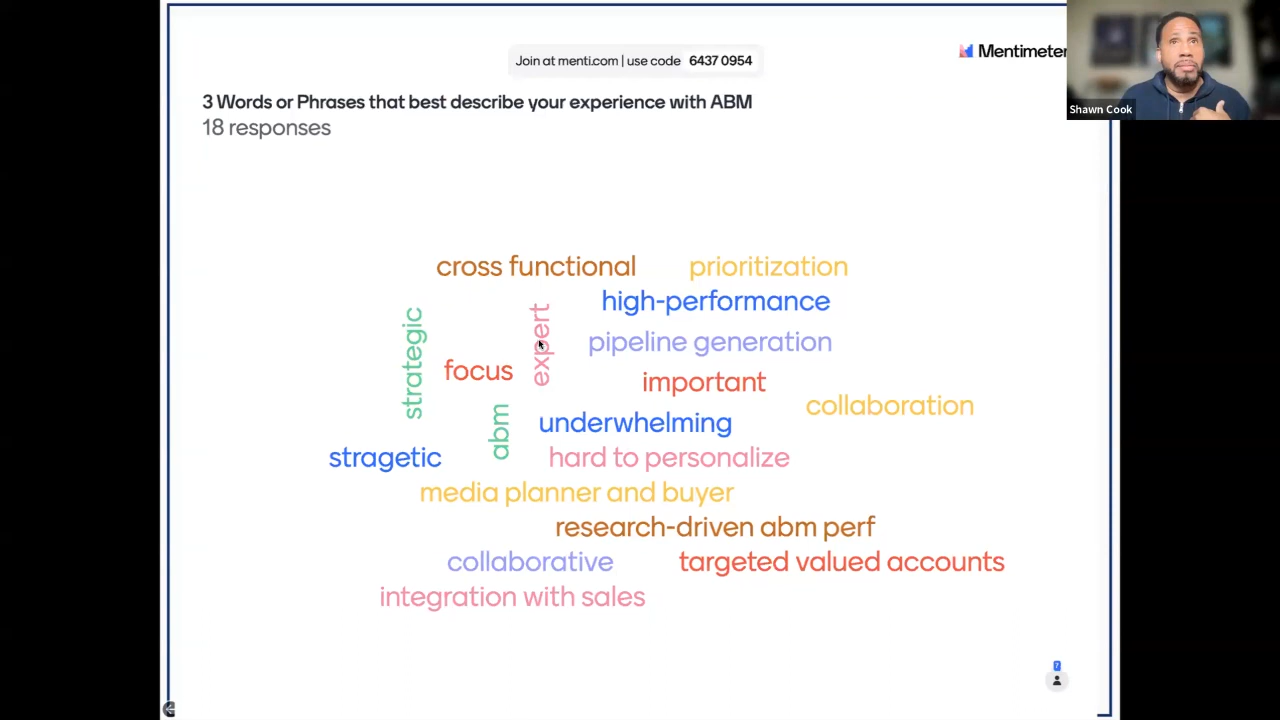 Join at menti.com | use code 6437 0954
Mentimeter
Shawn Cook
3 Words or Phrases that best describe your experience with ABM
18 responses
cross functional
prioritization
high-performance
strategic
expert
pipeline generation
focus
important
collaboration
abm
underwhelming
stragetic
hard to personalize
media planner and buyer
research-driven abm perf
collaborative
targeted valued accounts
integration with sales
7